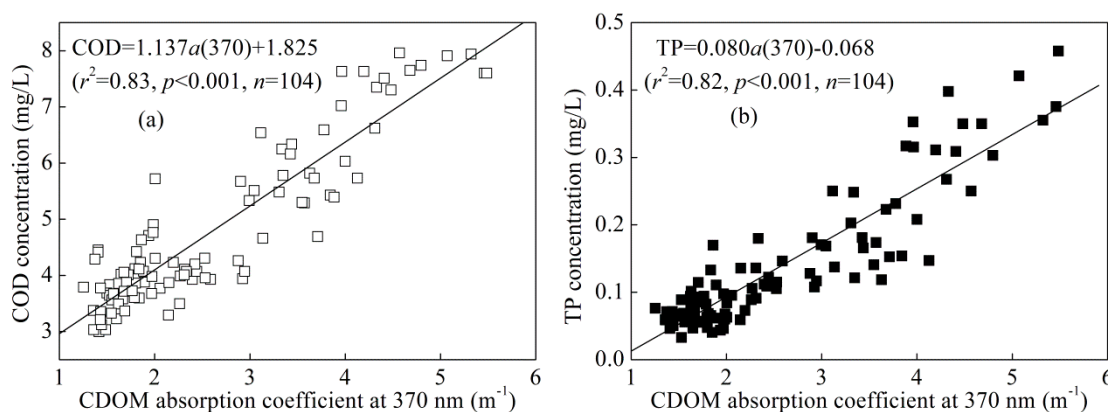 COD=1.137a(370)+1.825
(r²=0.83, p<0.001, n=104)
(a)
COD concentration (mg/L)
8
7
6
5
4
3
1 2 3 4 5 6
CDOM absorption coefficient at 370 nm (m⁻¹)
TP=0.080a(370)-0.068
(r²=0.82, p<0.001, n=104)
(b)
TP concentration (mg/L)
0.5
0.4
0.3
0.2
0.1
0.0
1 2 3 4 5 6
CDOM absorption coefficient at 370 nm (m⁻¹)